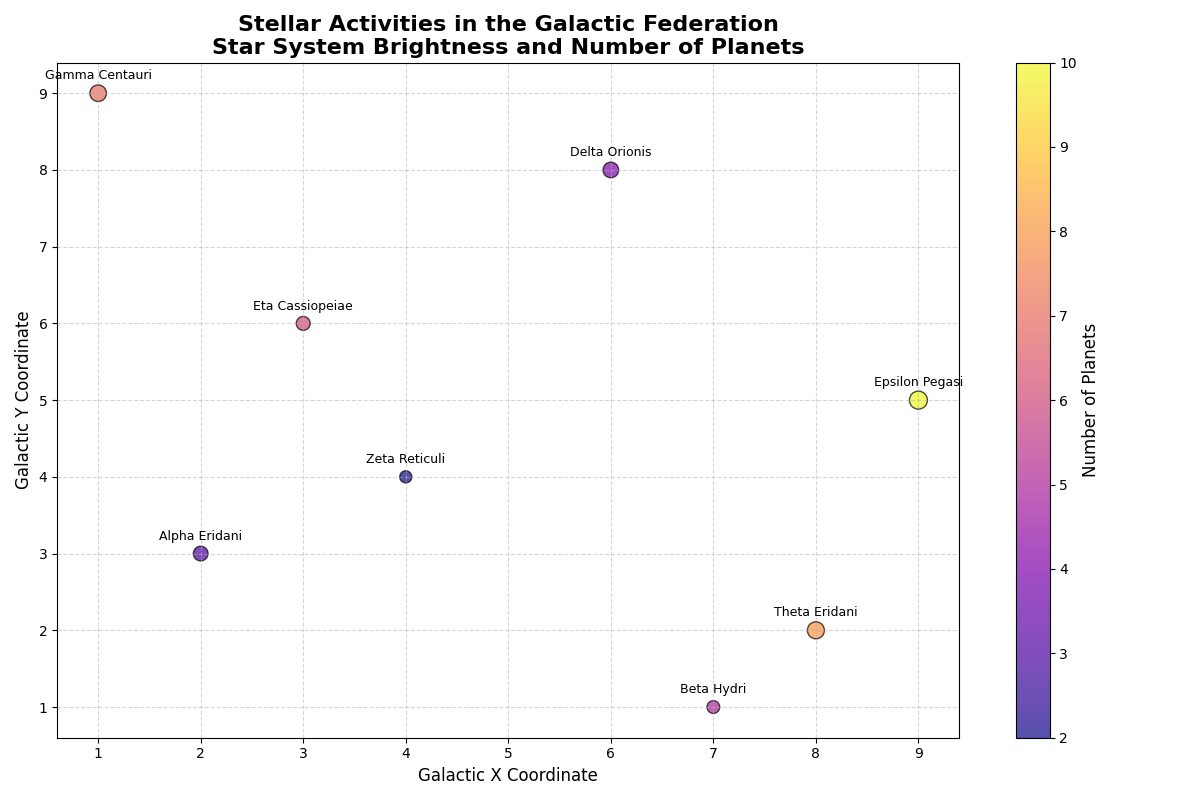 Stellar Activities in the Galactic Federation
Star System Brightness and Number of Planets
Gamma Centauri
Delta Orionis
Eta Cassiopeiae
Epsilon Pegasi
Zeta Reticuli
Alpha Eridani
Theta Eridani
Beta Hydri
Galactic Y Coordinate
9
8
7
6
5
4
3
2
1
1 2 3 4 5 6 7 8 9
Galactic X Coordinate
10
9
8
7
6
5
4
3
2
Number of Planets